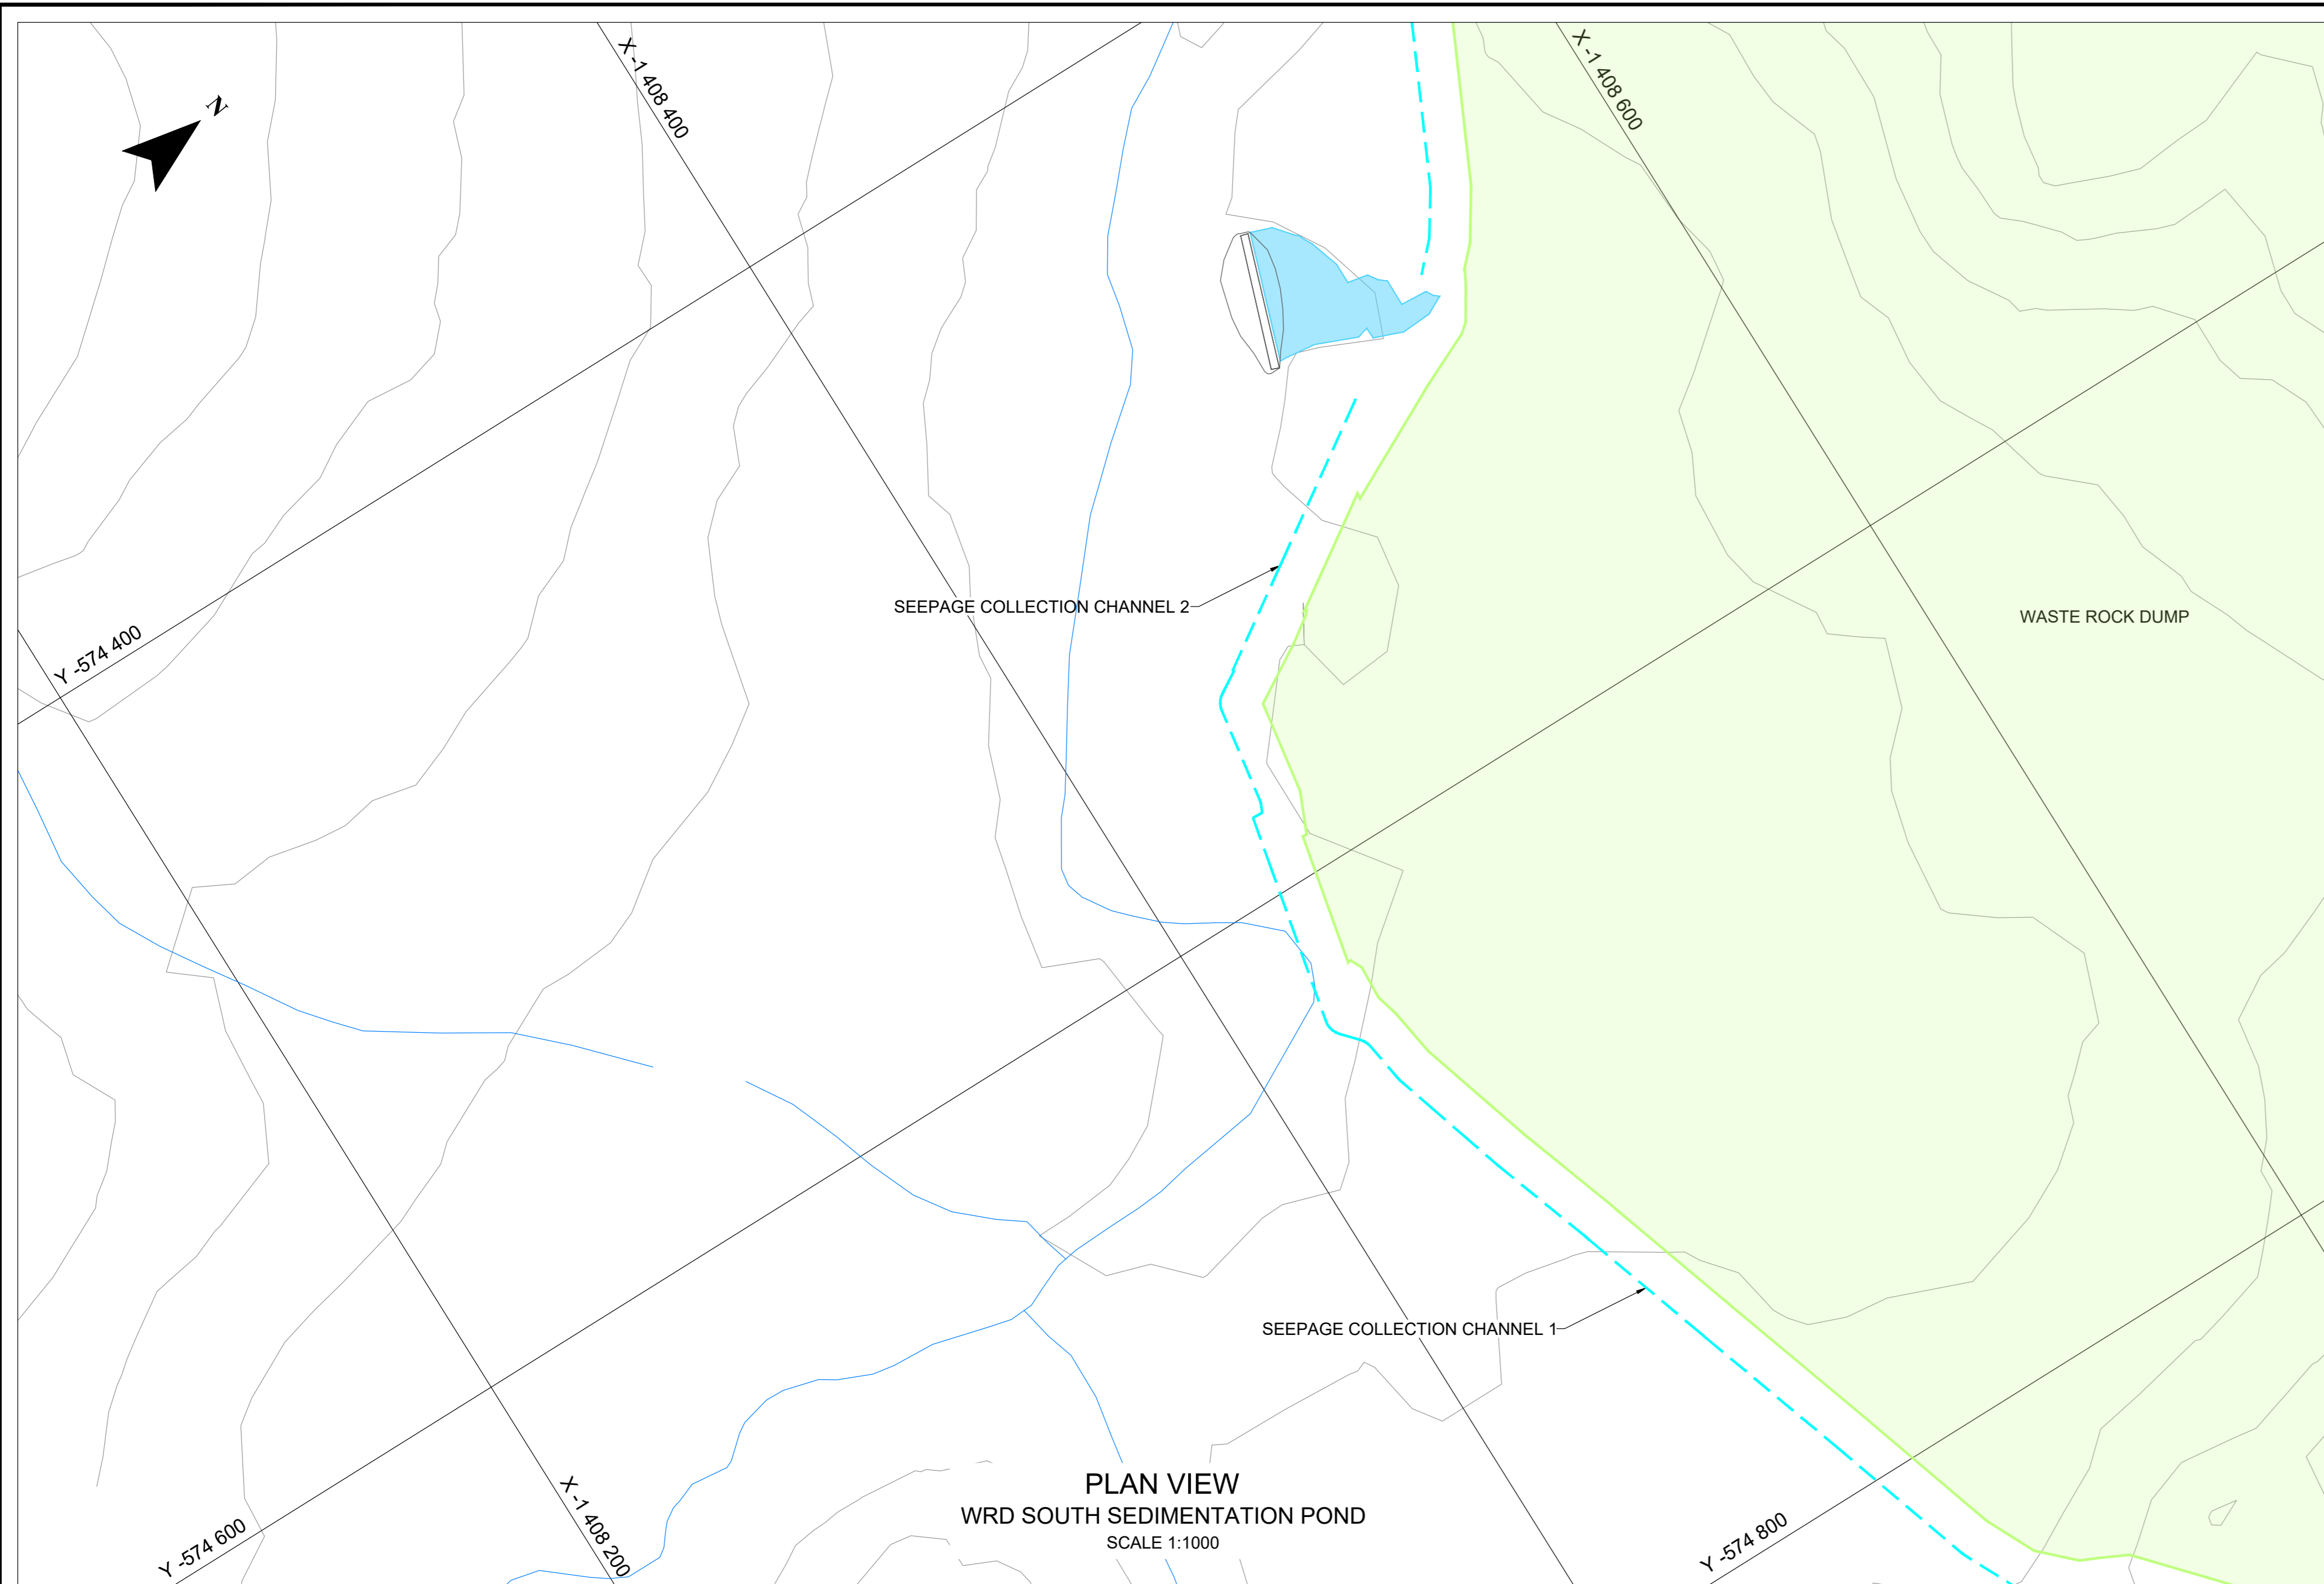 X -1 408 400
X -1 408 600
N
SEEPAGE COLLECTION CHANNEL 2
WASTE ROCK DUMP
Y -574 400
SEEPAGE COLLECTION CHANNEL 1
PLAN VIEW
WRD SOUTH SEDIMENTATION POND
SCALE 1:1000
Y -574 600
X -1 408 200
Y -574 800